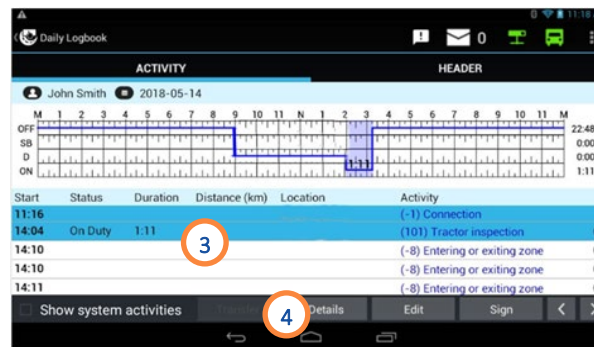 11:18
Daily Logbook 0
ACTIVITY HEADER
John Smith 2018-05-14
M 1 2 3 4 5 6 7 8 9 10 11 N 1 2 3 4 5 6 7 8 9 10 11 M
OFF 22:48
SB 0:00
D 0:00
ON 1:11 1:11
Start Status Duration Distance (km) Location Activity
11:16 (-1) Connection
14:04 On Duty 1:11 (101) Tractor inspection
3
14:10 (-8) Entering or exiting zone
14:10 (-8) Entering or exiting zone
14:11 (-8) Entering or exiting zone
Show system activities 4 Details Edit Sign